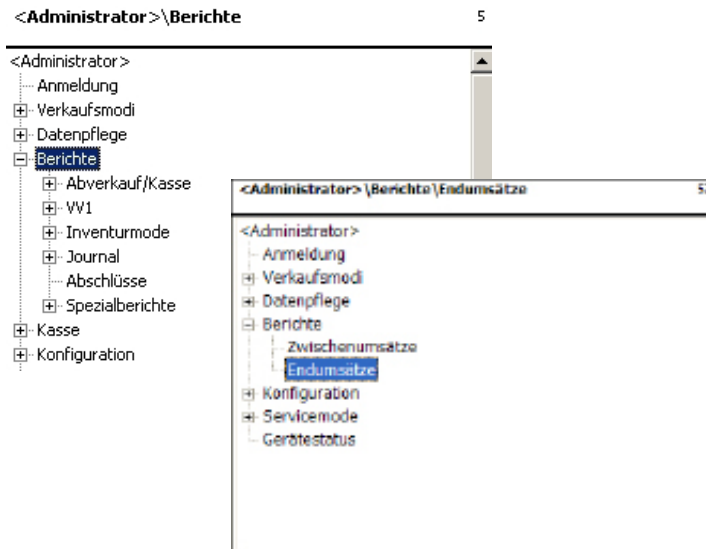 <Administrator>\Berichte 5
<Administrator>
Anmeldung
Verkaufsmodi
Datenpflege
Berichte
Abverkauf/Kasse
VV1
Inventurmode
Journal
Abschlüsse
Spezialberichte
Kasse
Konfiguration
<Administrator>\Berichte\Endumsätze
<Administrator>
Anmeldung
Verkaufsmodi
Datenpflege
Berichte
Zwischenumsätze
Endumsätze
Konfiguration
Servicemode
Gerätestatus